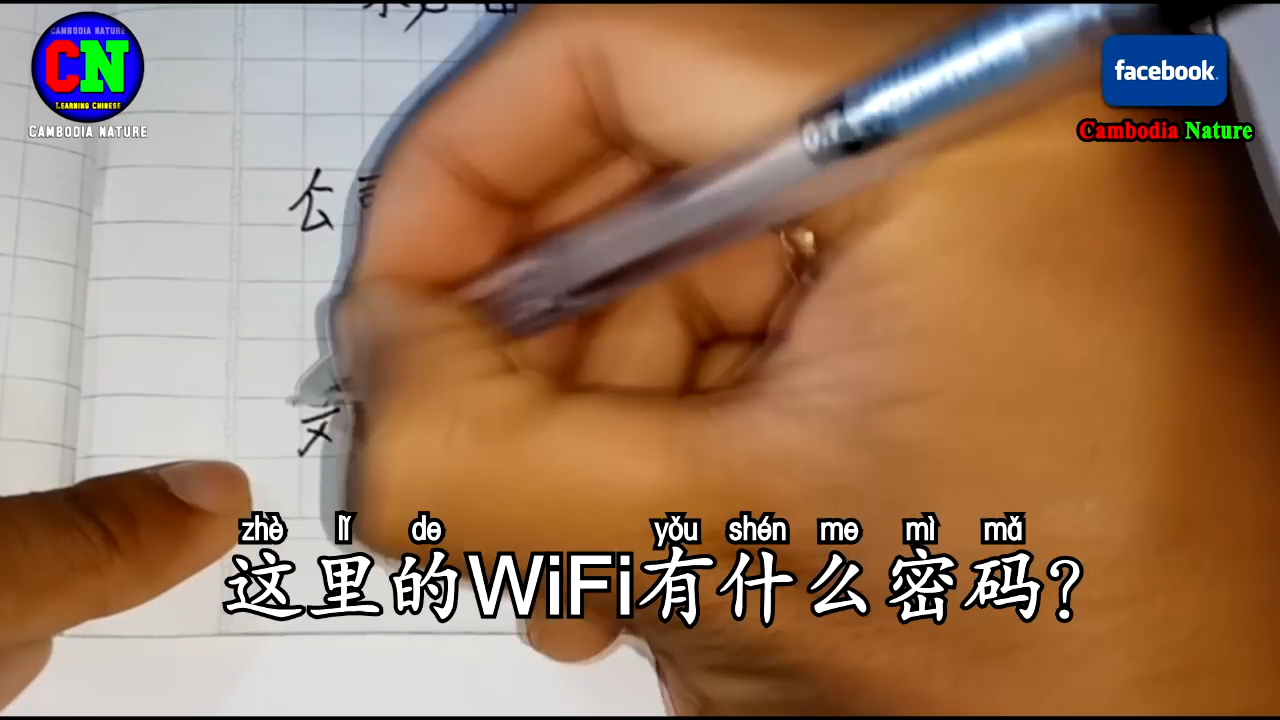 CAMBODIA NATURE
CN
LEARNING CHINESE
CAMBODIA NATURE
facebook
Cambodia Nature
公
zhè lǐ de yǒu shén me mì mǎ
这里的WiFi有什么密码?